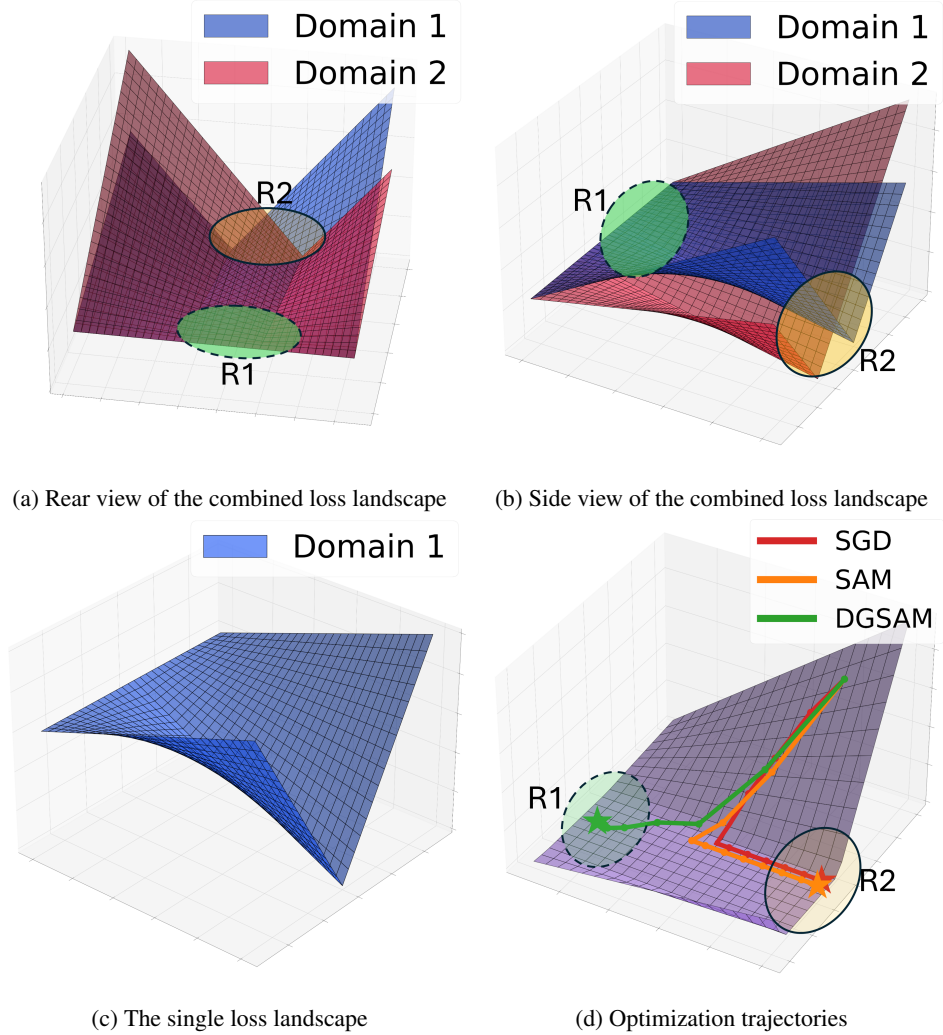 Domain 1
Domain 2
R2
R1
(a) Rear view of the combined loss landscape
Domain 1
Domain 2
R1
R2
(b) Side view of the combined loss landscape
Domain 1
(c) The single loss landscape
SGD
SAM
DGSAM
R1
R2
(d) Optimization trajectories